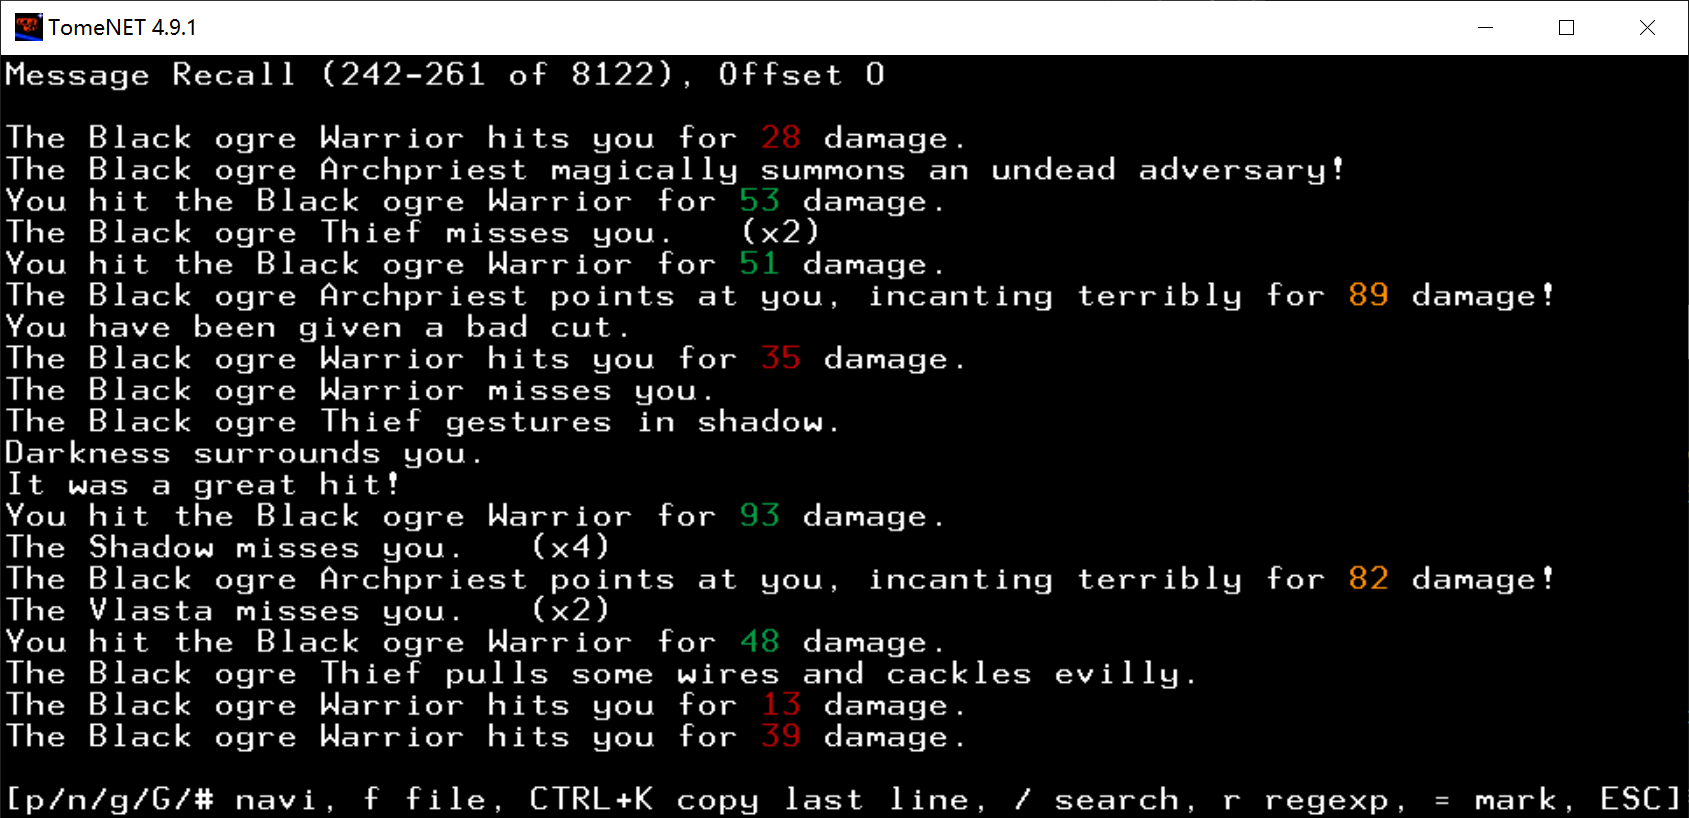 TomeNET 4.9.1
Message Recall (242-261 of 8122), Offset 0
The Black ogre Warrior hits you for 28 damage.
The Black ogre Archpriest magically summons an undead adversary!
You hit the Black ogre Warrior for 53 damage.
The Black ogre Thief misses you.   (x2)
You hit the Black ogre Warrior for 51 damage.
The Black ogre Archpriest points at you, incanting terribly for 89 damage!
You have been given a bad cut.
The Black ogre Warrior hits you for 35 damage.
The Black ogre Warrior misses you.
The Black ogre Thief gestures in shadow.
Darkness surrounds you.
It was a great hit!
You hit the Black ogre Warrior for 93 damage.
The Shadow misses you.   (x4)
The Black ogre Archpriest points at you, incanting terribly for 82 damage!
The Vlasta misses you.   (x2)
You hit the Black ogre Warrior for 48 damage.
The Black ogre Thief pulls some wires and cackles evilly.
The Black ogre Warrior hits you for 13 damage.
The Black ogre Warrior hits you for 39 damage.
[p/n/g/G/# navi, f file, CTRL+K copy last line, / search, r regexp, = mark, ESC]